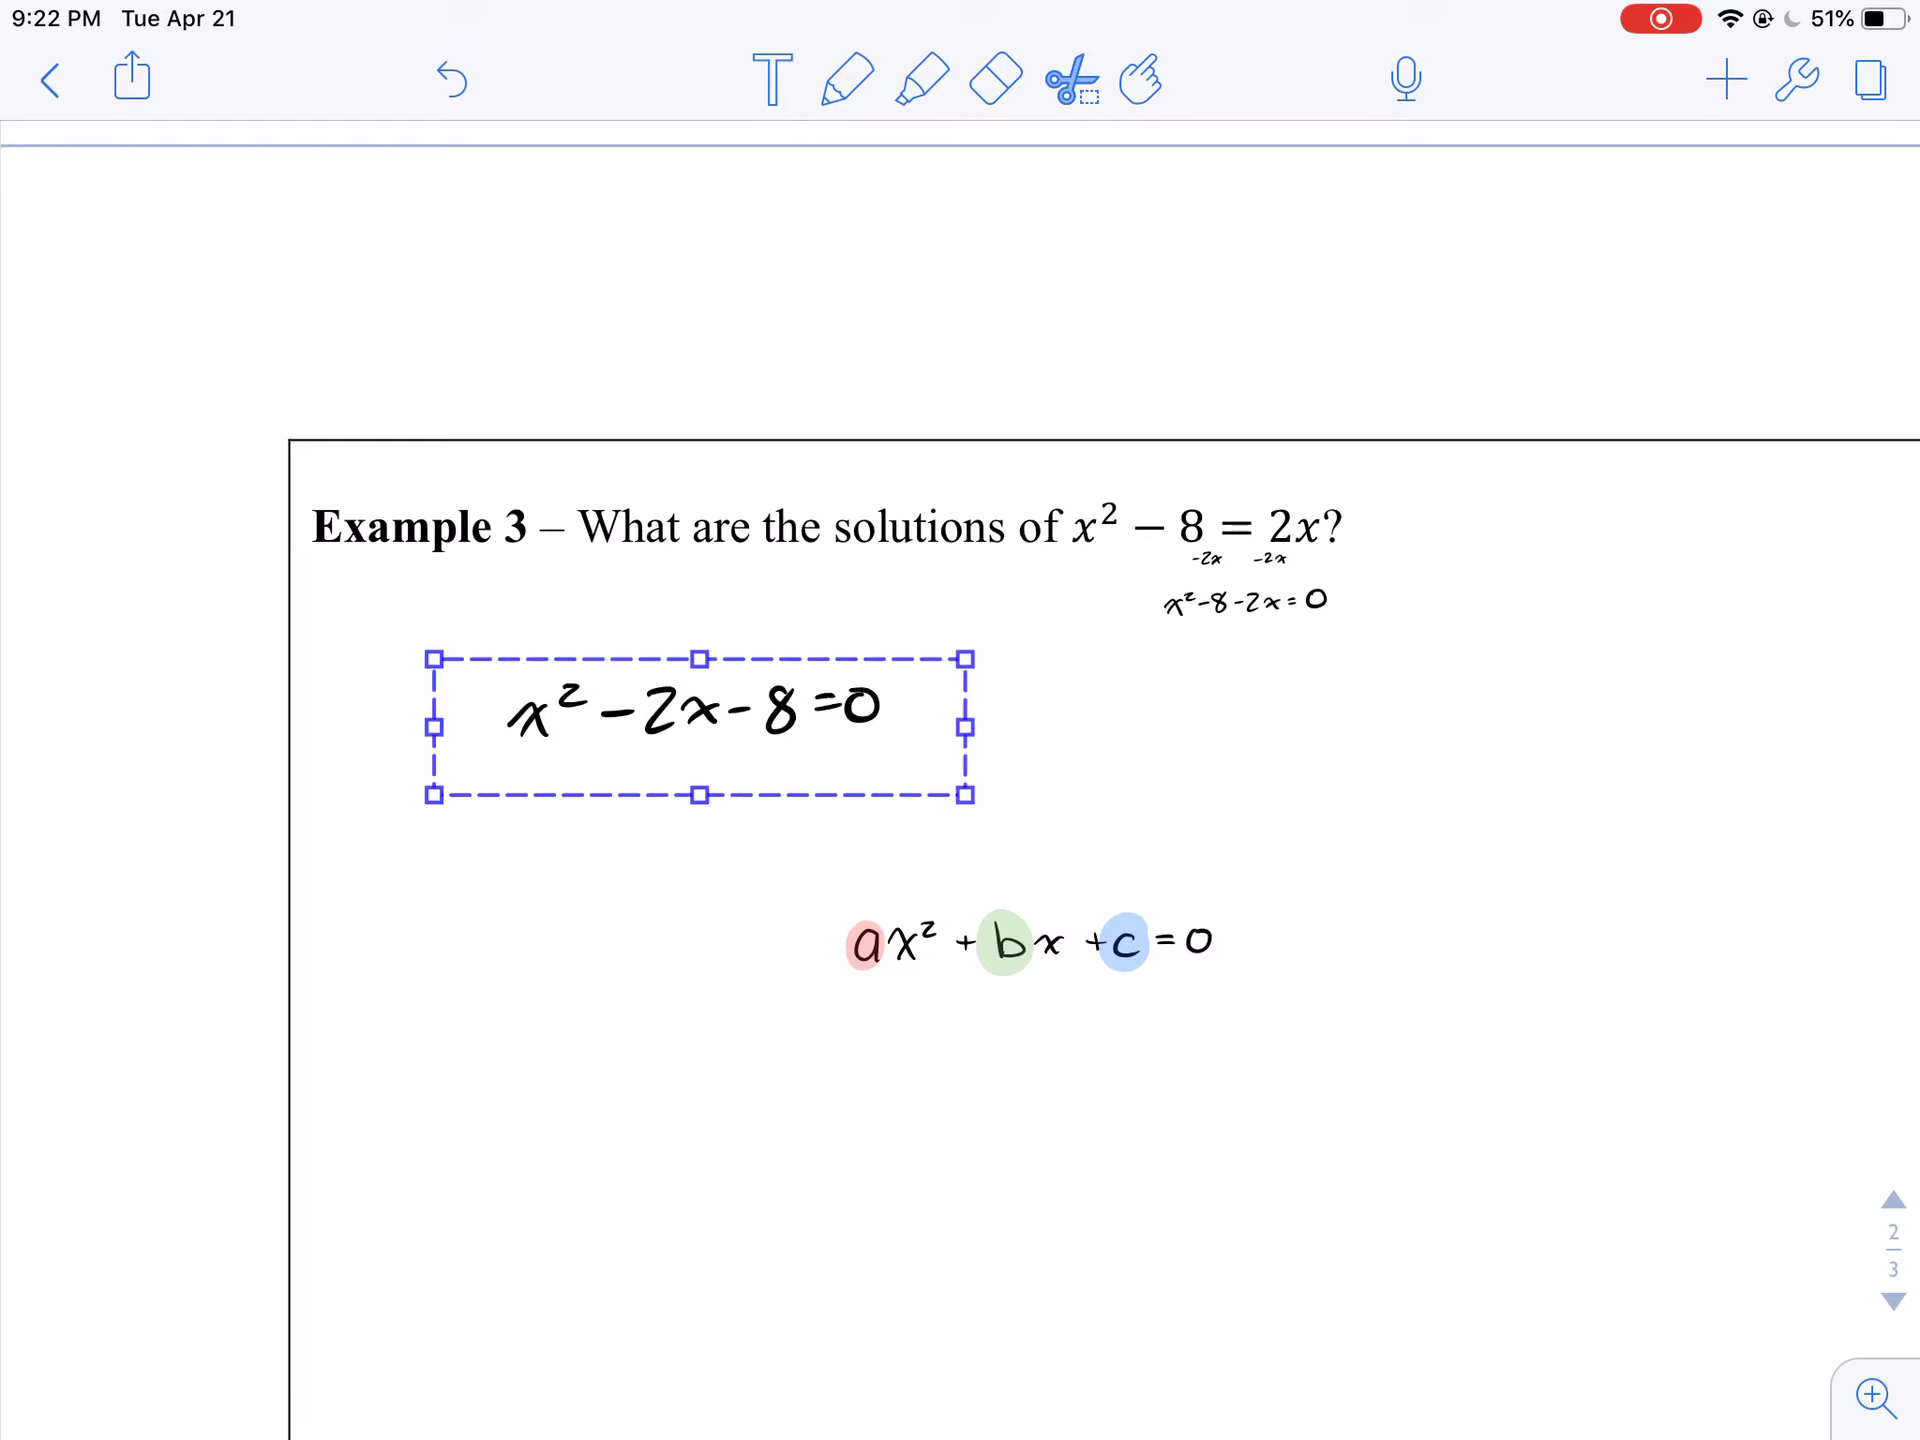 9:22 PM Tue Apr 21 51%
T
Example 3 – What are the solutions of x² − 8 = 2x?
-2x -2x
x²-8-2x=0
x²-2x-8=0
ax²+bx+c=0
2
3